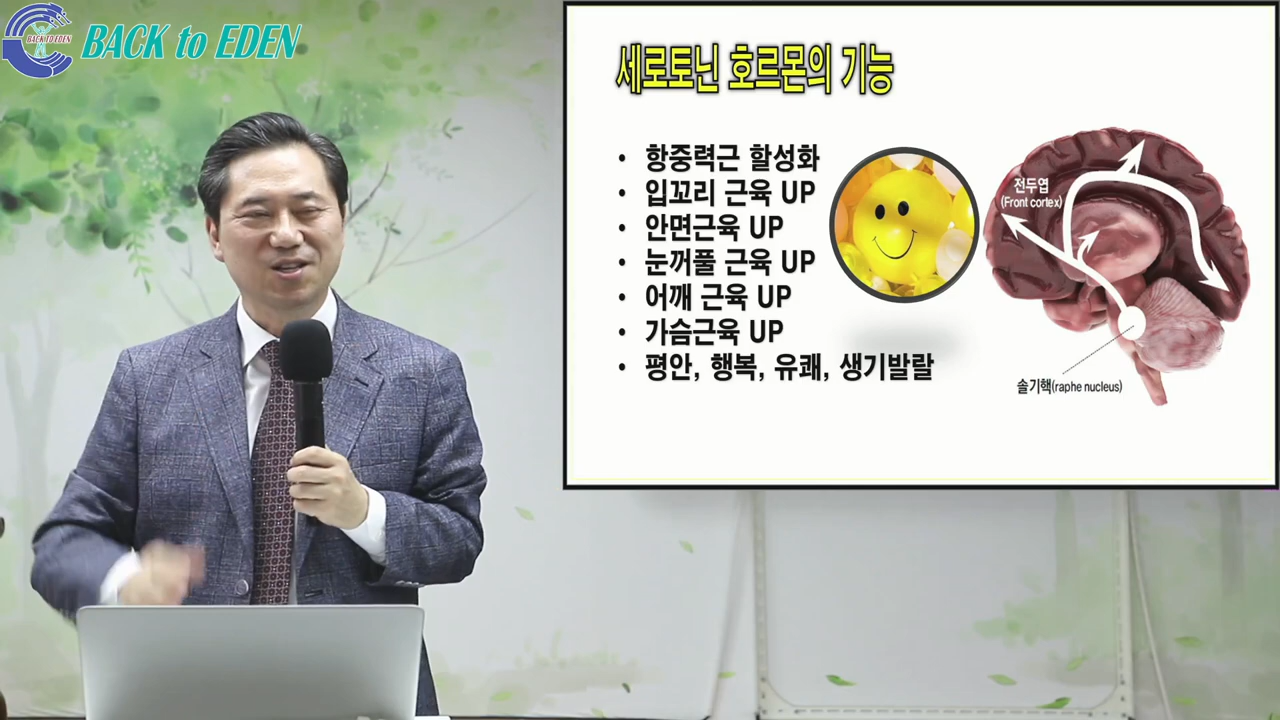 BACK TO EDEN
BACK to EDEN
세로토닌 호르몬의 기능
• 항중력근 활성화
• 입꼬리 근육 UP
• 안면근육 UP
• 눈꺼풀 근육 UP
• 어깨 근육 UP
• 가슴근육 UP
• 평안, 행복, 유쾌, 생기발랄
전두엽
(Front cortex)
솔기핵(raphe nucleus)